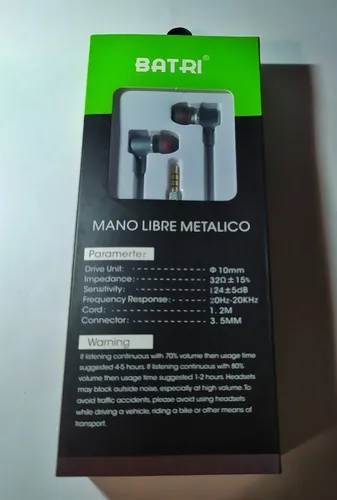 BATRI®
MANO LIBRE METALICO
Paramerter
Drive Unit: Φ10mm
Impedance: 32Ω±15%
Sensitivity: 124±5dB
Frequency Response: 20Hz-20KHz
Cord: 1.2M
Connector: 3.5MM
Warning
If listening continuous with 70% volume then usage time
suggested 4-5 hours. If listening continuous with 80%
volume then usage time suggested 1-2 hours. Headsets
may block outside noise, especially at high volume. To
avoid traffic accidents, please avoid using headsets
while driving a vehicle, riding a bike or other means of
transport.